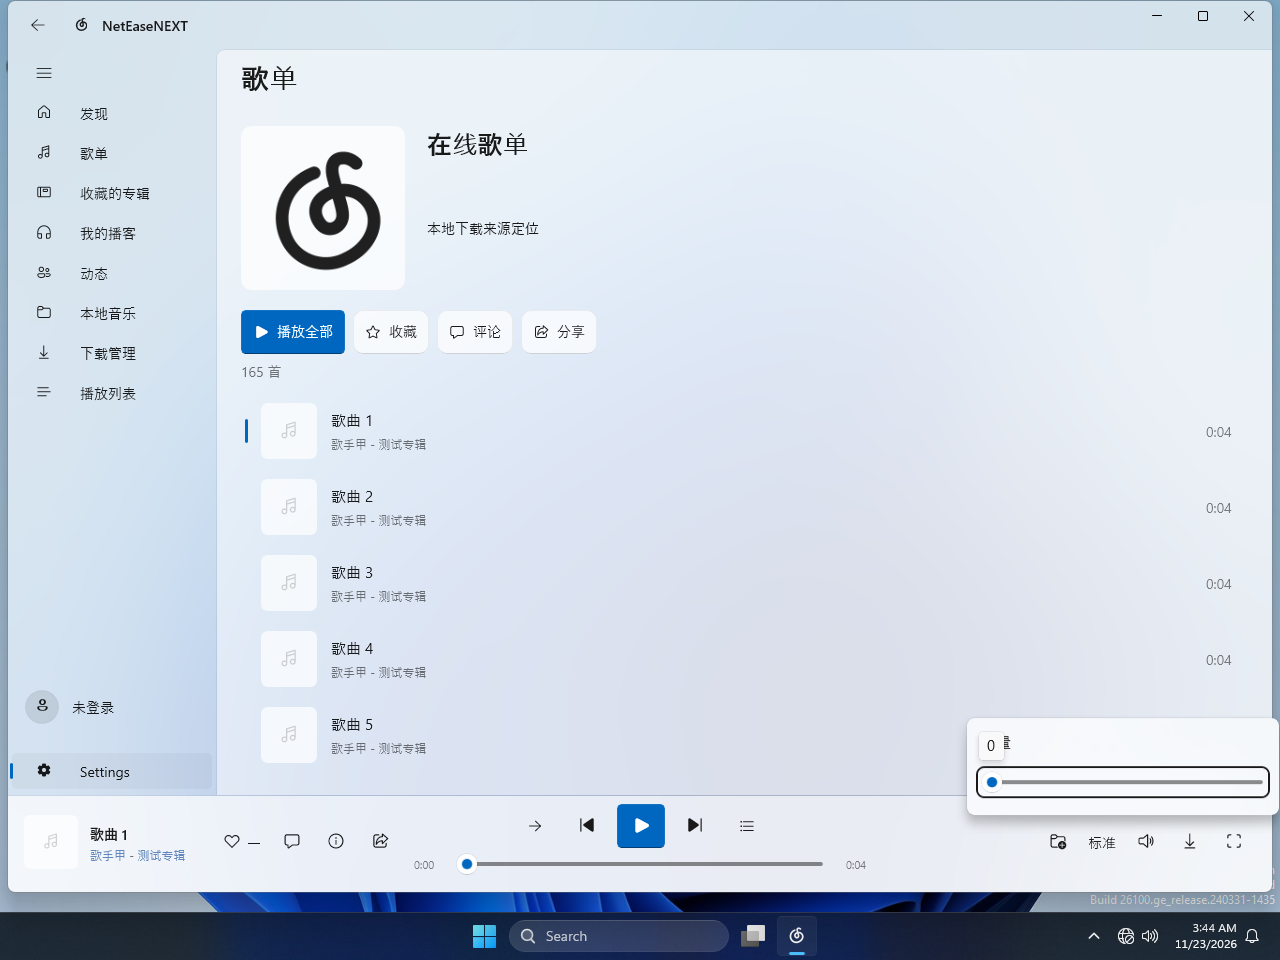 NetEaseNEXT
发现
歌单
收藏的专辑
我的播客
动态
本地音乐
下载管理
播放列表
未登录
Settings
歌单
在线歌单
本地下载来源定位
播放全部
收藏
评论
分享
165 首
歌曲 1
歌手甲 - 测试专辑
0:04
歌曲 2
歌手甲 - 测试专辑
0:04
歌曲 3
歌手甲 - 测试专辑
0:04
歌曲 4
歌手甲 - 测试专辑
0:04
歌曲 5
歌手甲 - 测试专辑
0
歌曲 1
歌手甲 - 测试专辑
0:00
0:04
标准
Build 26100.ge_release.240331-1435
Search
3:44 AM
11/23/2026